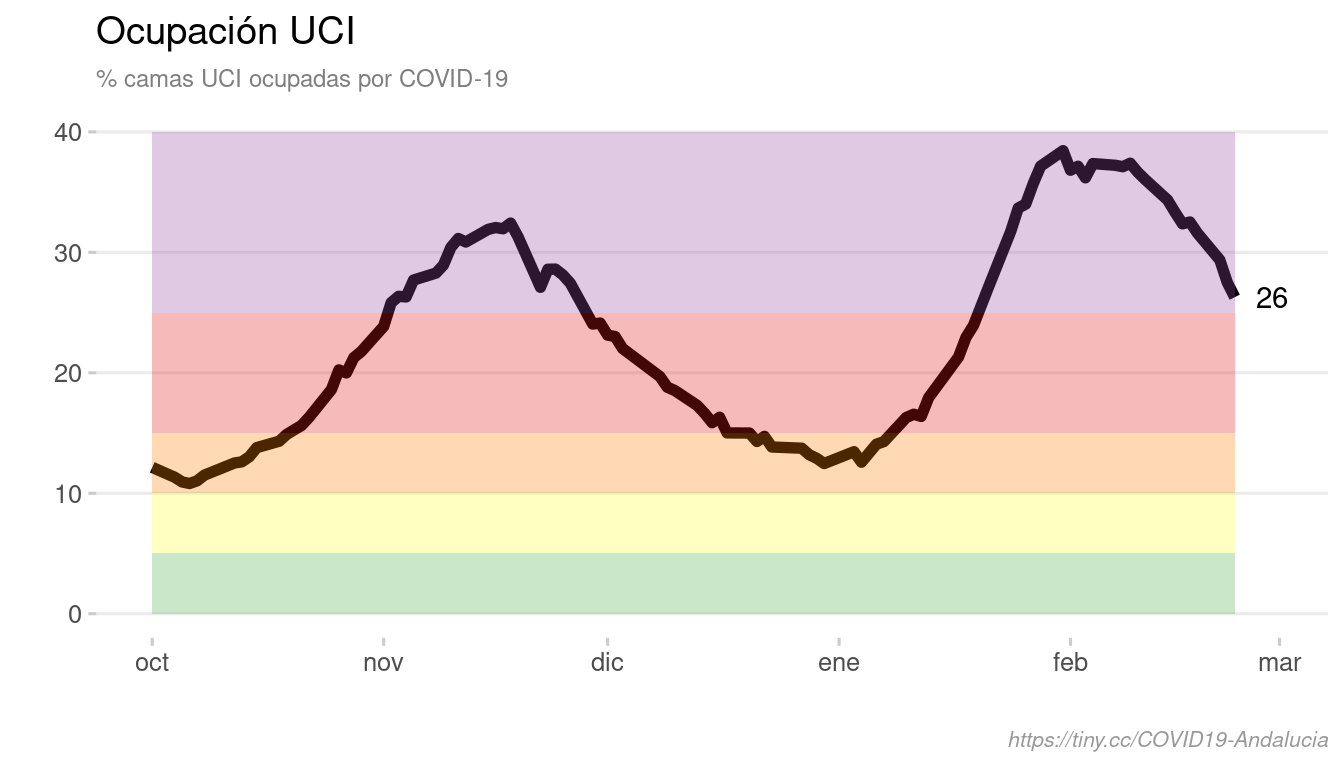 Ocupación UCI
% camas UCI ocupadas por COVID-19
40
30
26
20
10
0
oct nov dic ene feb mar
https://tiny.cc/COVID19-Andalucia